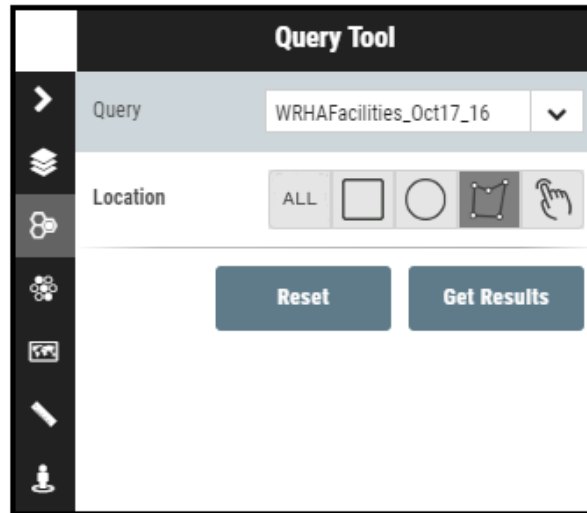 Query Tool
Query
WRHAFacilities_Oct17_16
Location
ALL
Reset
Get Results